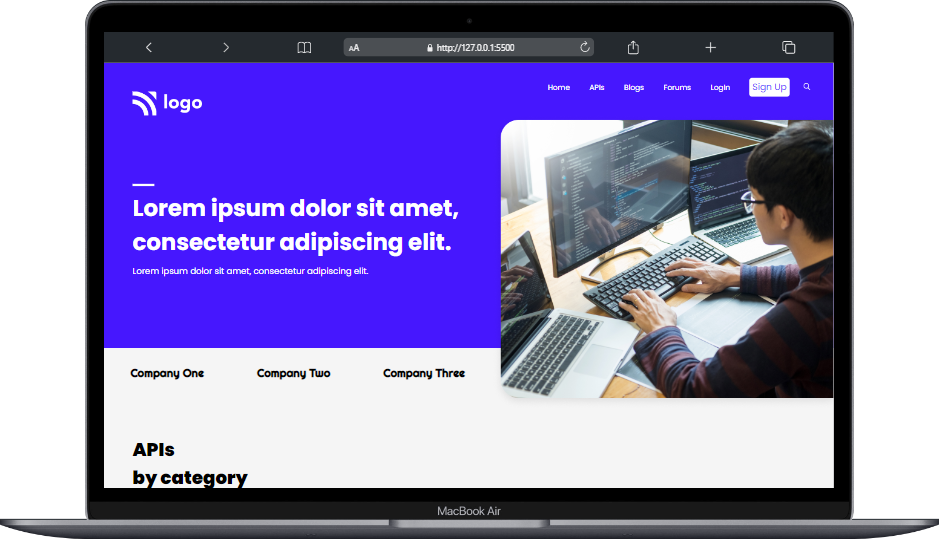 AA
http://127.0.0.1:5500
logo
Home APIs Blogs Forums Login Sign Up
Lorem ipsum dolor sit amet,
consectetur adipiscing elit.
Lorem ipsum dolor sit amet, consectetur adipiscing elit.
Company One Company Two Company Three
APIs
by category
MacBook Air